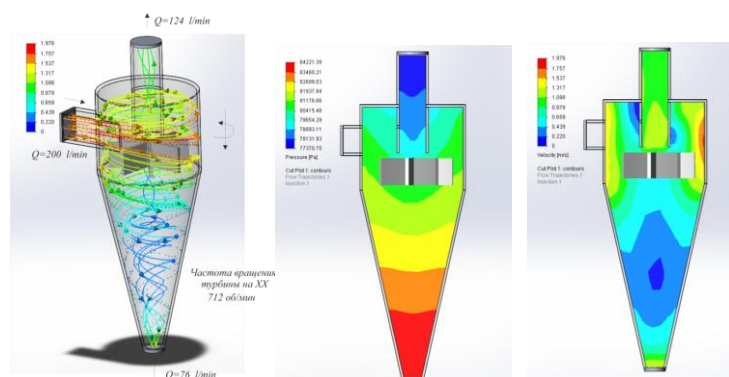 Q=124 l/min
1.976
1.757
1.537
1.317
1.098
0.878
0.659
0.439
0.220
0
Q=200 l/min
Частота вращения
турбины на ХХ
712 об/мин
Q=76 l/min
84221.39
83460.21
82699.03
81937.84
81176.66
80415.48
79654.29
78893.11
78131.93
77370.75
Pressure [Pa]
Cut Plot 1: contours
Flow Trajectories 1
Injection 1
1.976
1.757
1.537
1.317
1.098
0.878
0.659
0.439
0.220
0
Velocity [m/s]
Cut Plot 1: contours
Flow Trajectories 1
Injection 1